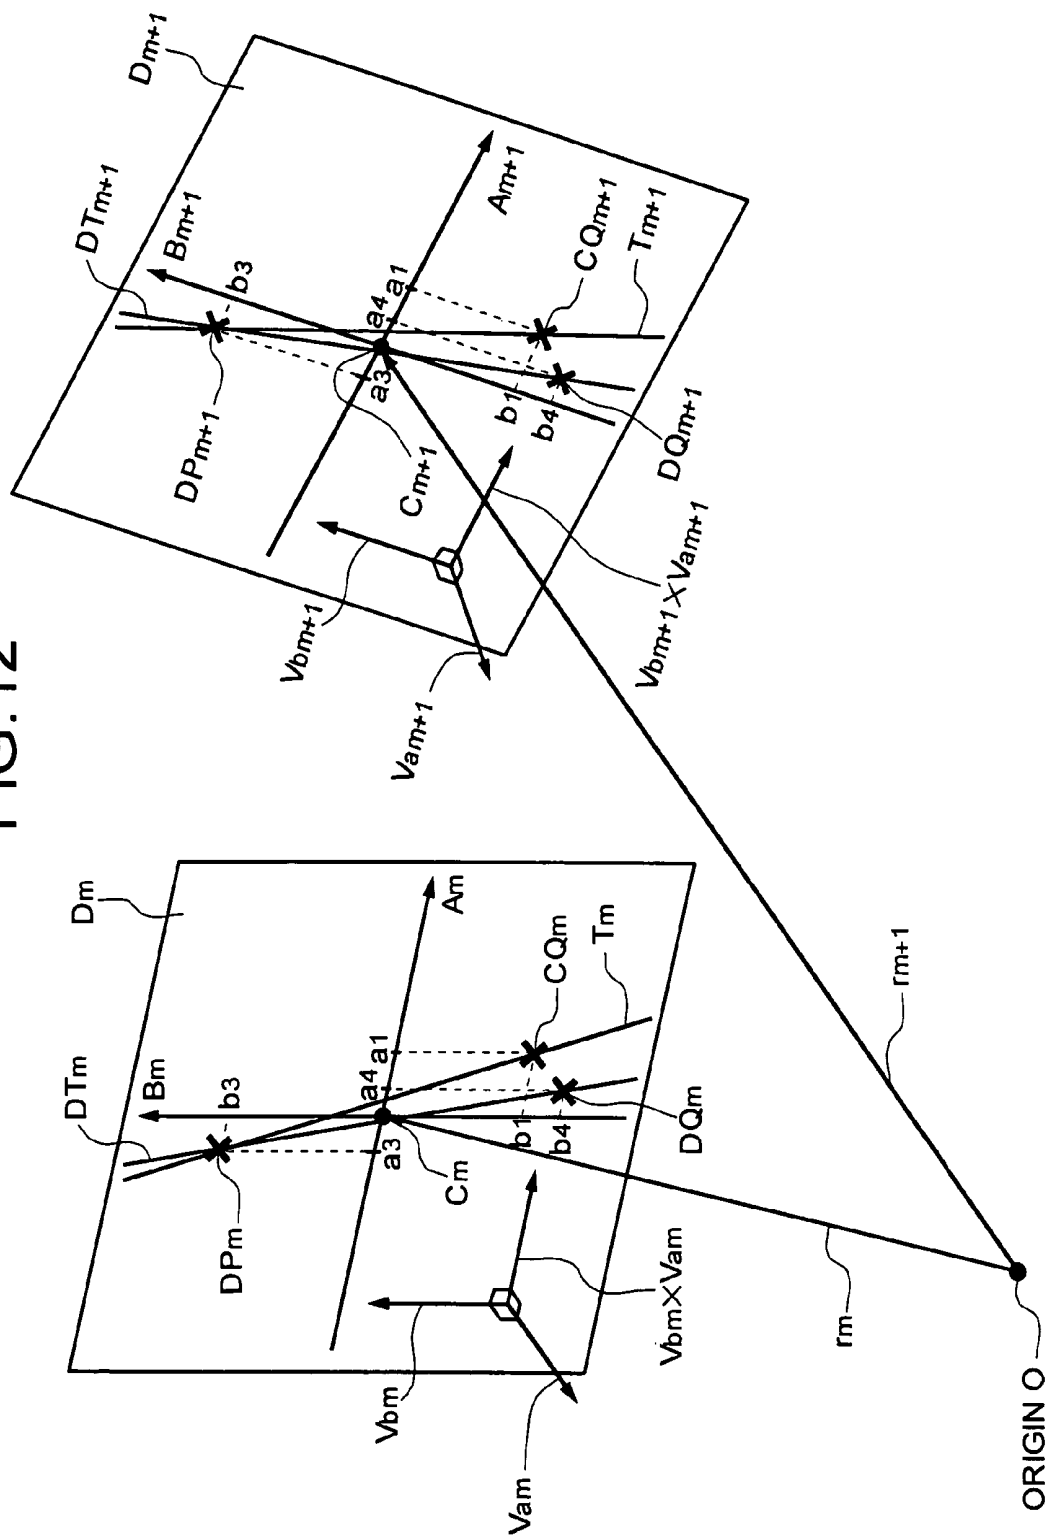 FIG.12
Dm
Am
Bm
DTm
b3
a4
a1
a3
CQm
Tm
b1
b4
DQm
Cm
DPm
Vbm
Vam
Vbm×Vam
rm
ORIGIN O
rm+1
Dm+1
Am+1
Bm+1
DTm+1
b3
a4
a1
a3
CQm+1
Tm+1
b1
b4
DQm+1
Cm+1
DPm+1
Vbm+1
Vam+1
Vbm+1×Vam+1